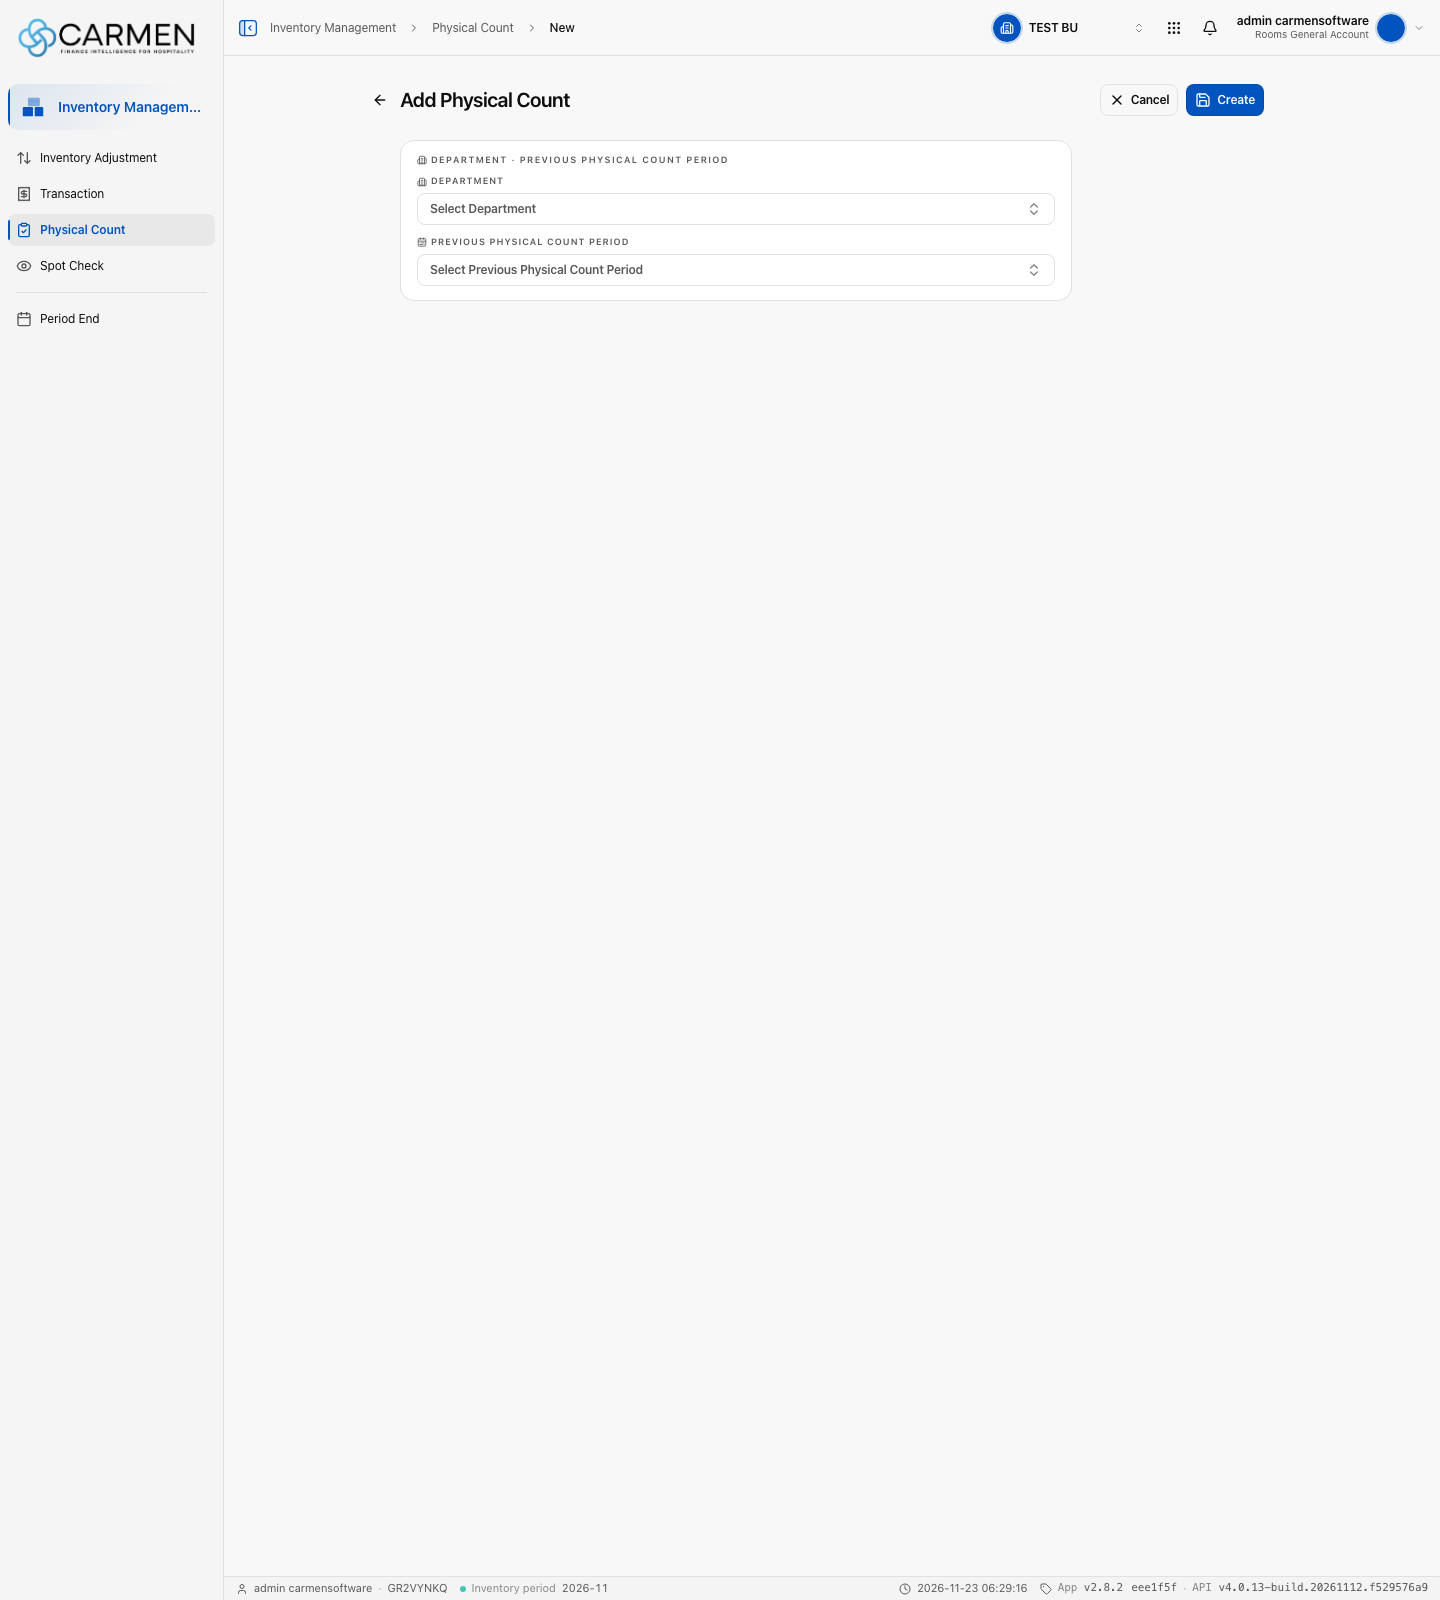 CARMEN
FINANCE INTELLIGENCE FOR HOSPITALITY
Inventory Managem...
Inventory Adjustment
Transaction
Physical Count
Spot Check
Period End
Inventory Management > Physical Count > New
TEST BU
admin carmensoftware
Rooms General Account
Add Physical Count
Cancel
Create
DEPARTMENT · PREVIOUS PHYSICAL COUNT PERIOD
DEPARTMENT
Select Department
PREVIOUS PHYSICAL COUNT PERIOD
Select Previous Physical Count Period
admin carmensoftware · GR2VYNKQ Inventory period 2026-11
2026-11-23 06:29:16 App v2.8.2 eee1f5f · API v4.0.13-build.20261112.f529576a9